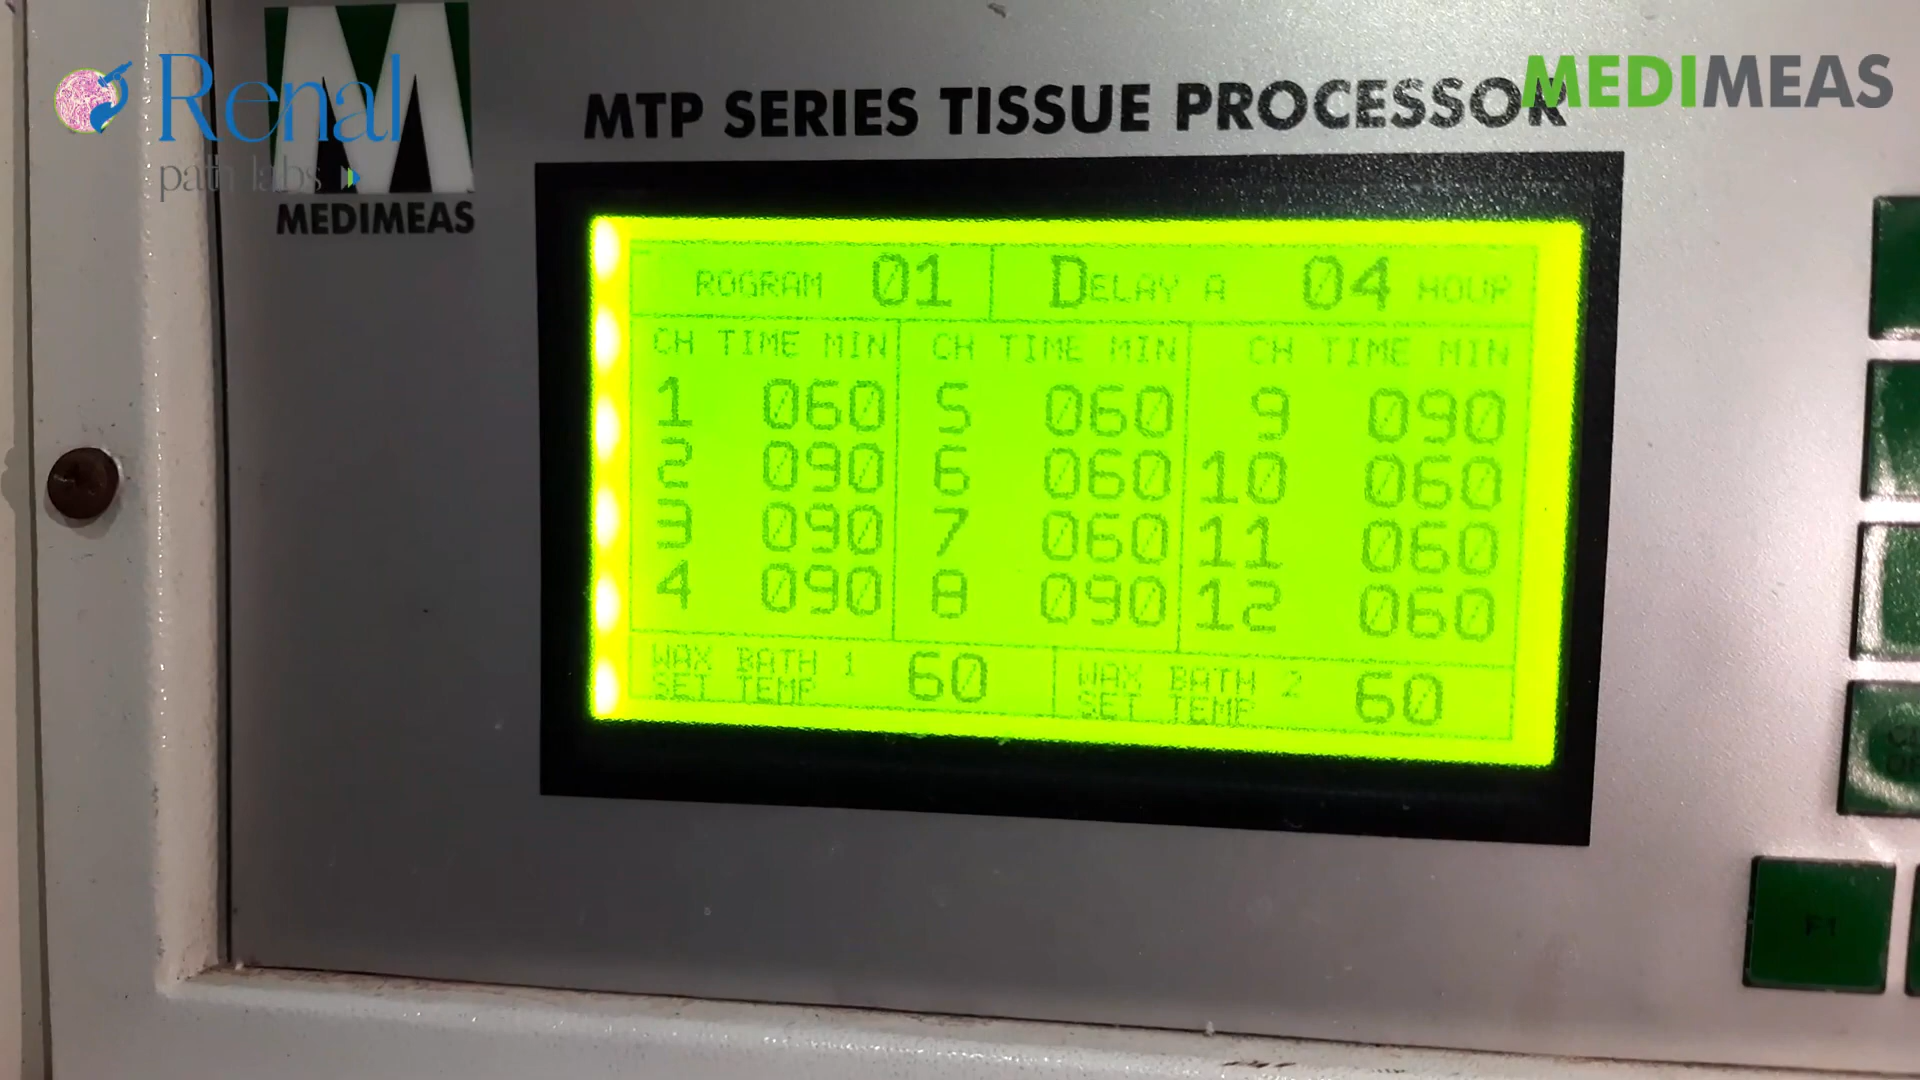 Renal
path labs
MEDIMEAS
MEDIMEAS
MTP SERIES TISSUE PROCESSOR
ROGRAM 01 DELAY A 04 HOUR
CH TIME MIN CH TIME MIN CH TIME MIN
1 060 5 060 9 090
2 090 6 060 10 060
3 090 7 060 11 060
4 090 8 090 12 060
WAX BATH 1 60 WAX BATH 2 60
SET TEMP SET TEMP
F1